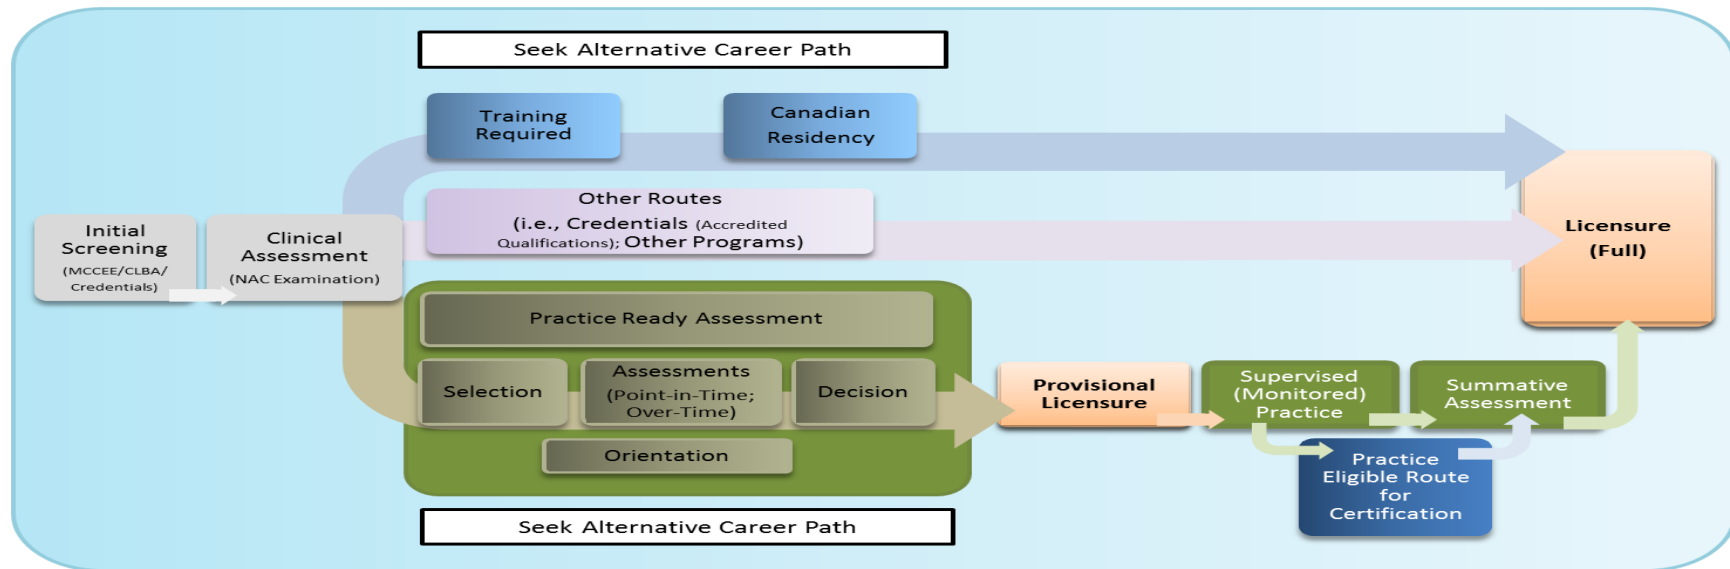 Seek Alternative Career Path
Training
Required
Canadian
Residency
Other Routes
(i.e., Credentials (Accredited
Qualifications); Other Programs)
Initial
Screening
(MCCEE/CLBA/
Credentials)
Clinical
Assessment
(NAC Examination)
Licensure
(Full)
Practice Ready Assessment
Selection
Assessments
(Point-in-Time;
Over-Time)
Decision
Orientation
Provisional
Licensure
Supervised
(Monitored)
Practice
Summative
Assessment
Practice
Eligible Route
for
Certification
Seek Alternative Career Path